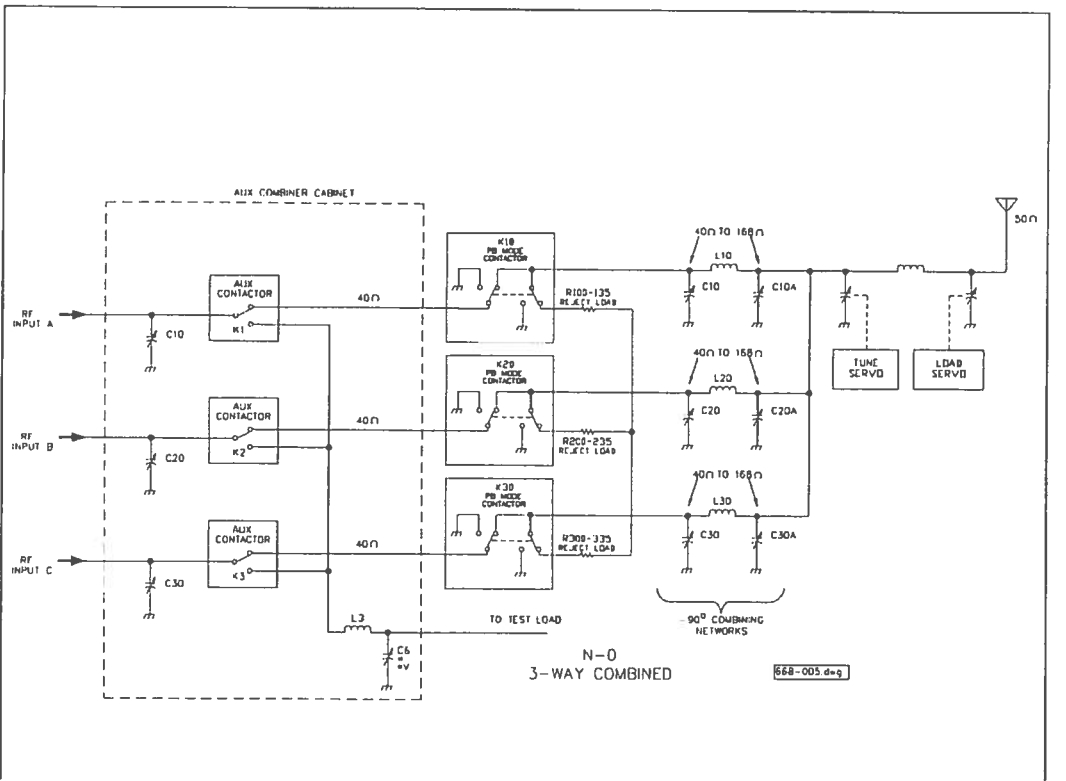 AUX COMBINER CABINET
50Ω
K10
PB MODE
CONTACTOR
40Ω TO 168Ω
L10
AUX
CONTACTOR
40Ω
R100-135
REJECT LOAD
C10
C10A
RF
INPUT A
K1
C10
K20
PB MODE
CONTACTOR
40Ω TO 168Ω
TUNE
SERVO
LOAD
SERVO
L20
AUX
CONTACTOR
40Ω
C20
C20A
RF
INPUT B
K2
R200-235
REJECT LOAD
C20
K30
PB MODE
CONTACTOR
40Ω TO 168Ω
L30
AUX
CONTACTOR
40Ω
R300-335
REJECT LOAD
C30
C30A
RF
INPUT C
K3
C30
L3
TO TEST LOAD
-90° COMBINING
NETWORKS
C6
*
*V
N-0
3-WAY COMBINED
668-005.dwg